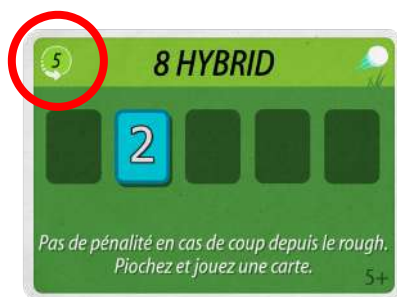 5
8 HYBRID
2
Pas de pénalité en cas de coup depuis le rough.
Piochez et jouez une carte.
5+